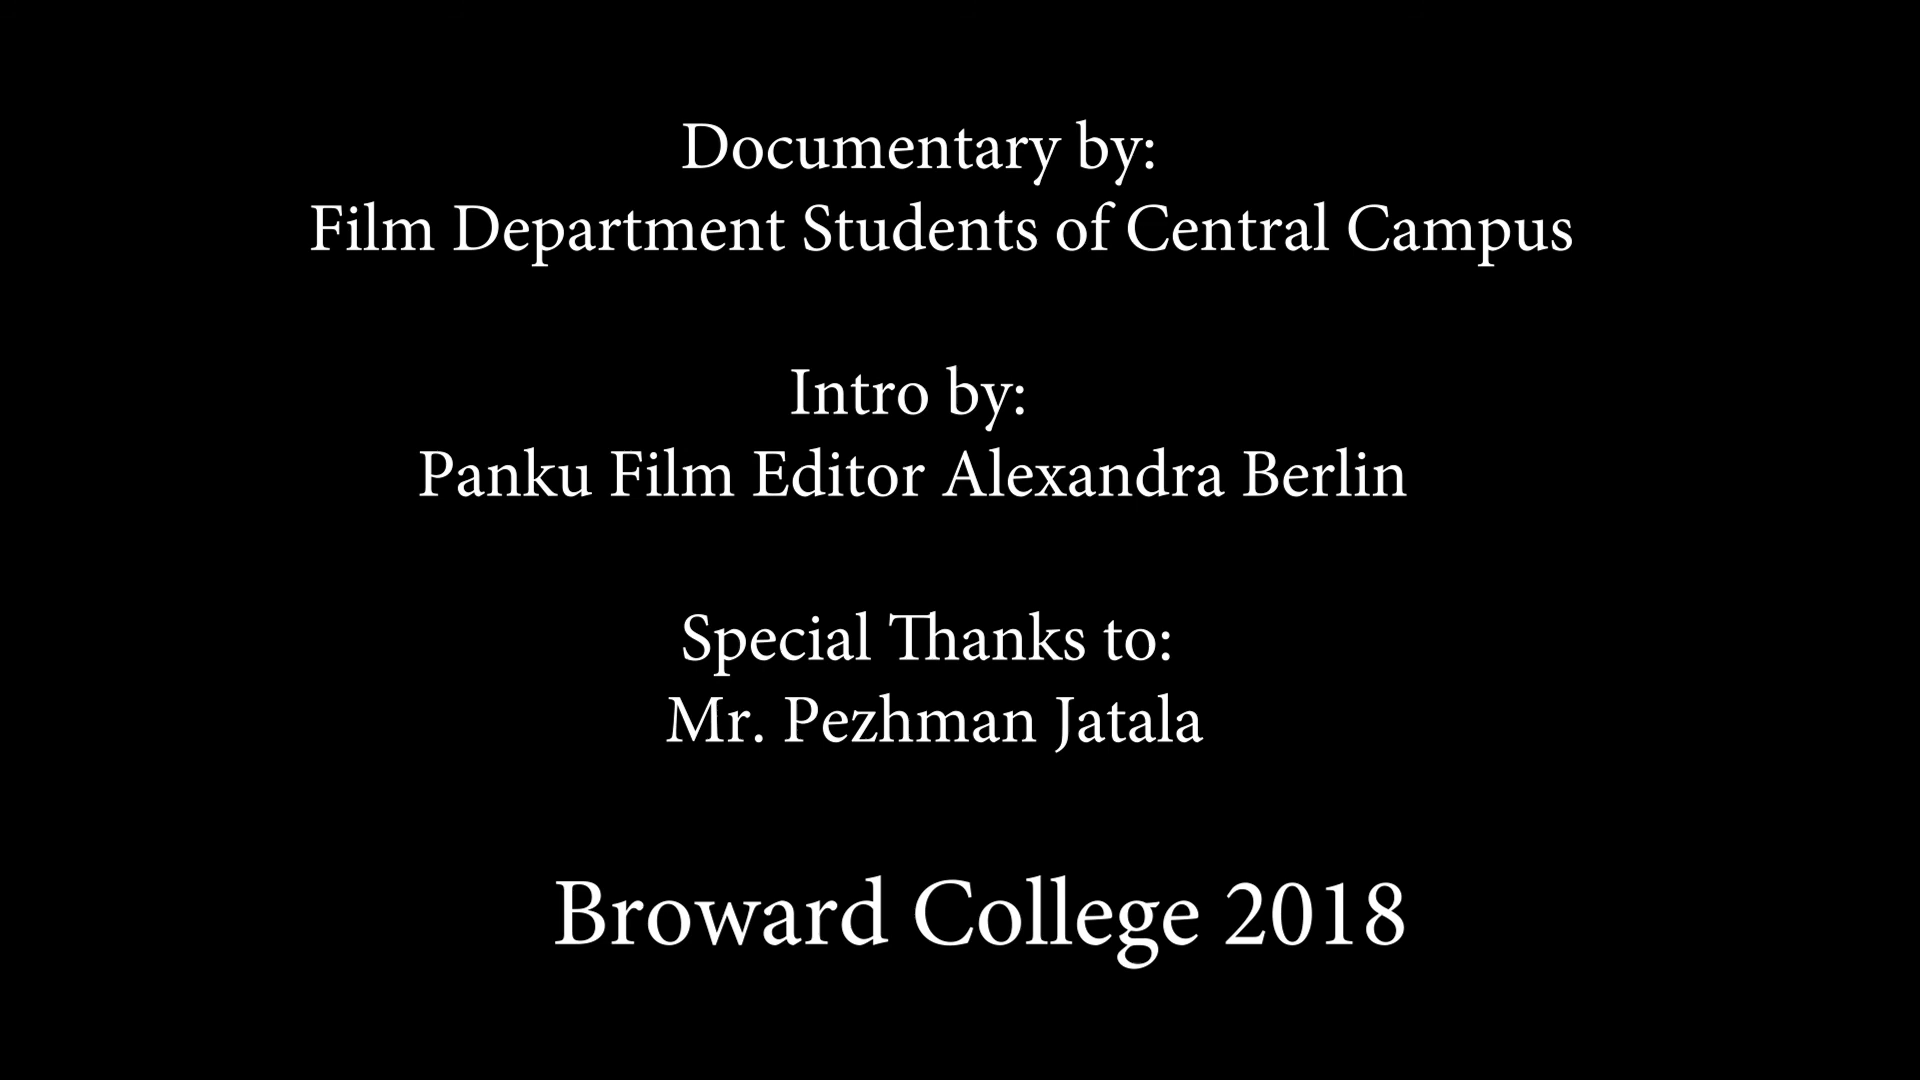 Documentary by:
Film Department Students of Central Campus
Intro by:
Panku Film Editor Alexandra Berlin
Special Thanks to:
Mr. Pezhman Jatala
Broward College 2018